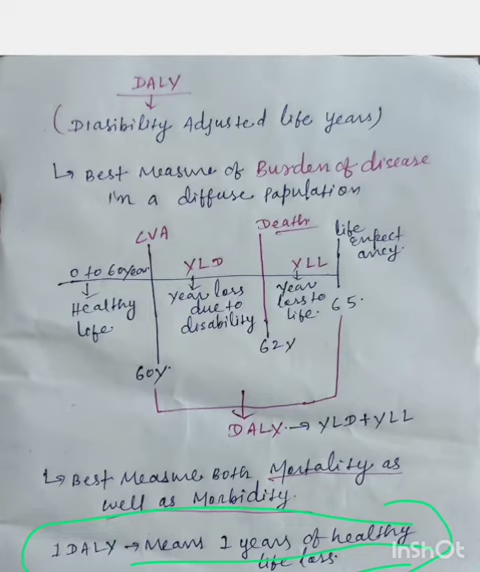 DALY
(Diasibility Adjusted life years)
↳ Best Measure of Burden of disease
in a diffuse population
CVA
Death
life
expect
ancy.
0 to 60year
YLD
YLL
Healthy
life
year loss
due to
disability
year
loss to
life
65.
62y
60y.
DALY → YLD+YLL
↳ Best Measure Both Mortality as
well as Morbidity.
1 DALY → Means 1 years of healthy
life loss.
InShOt